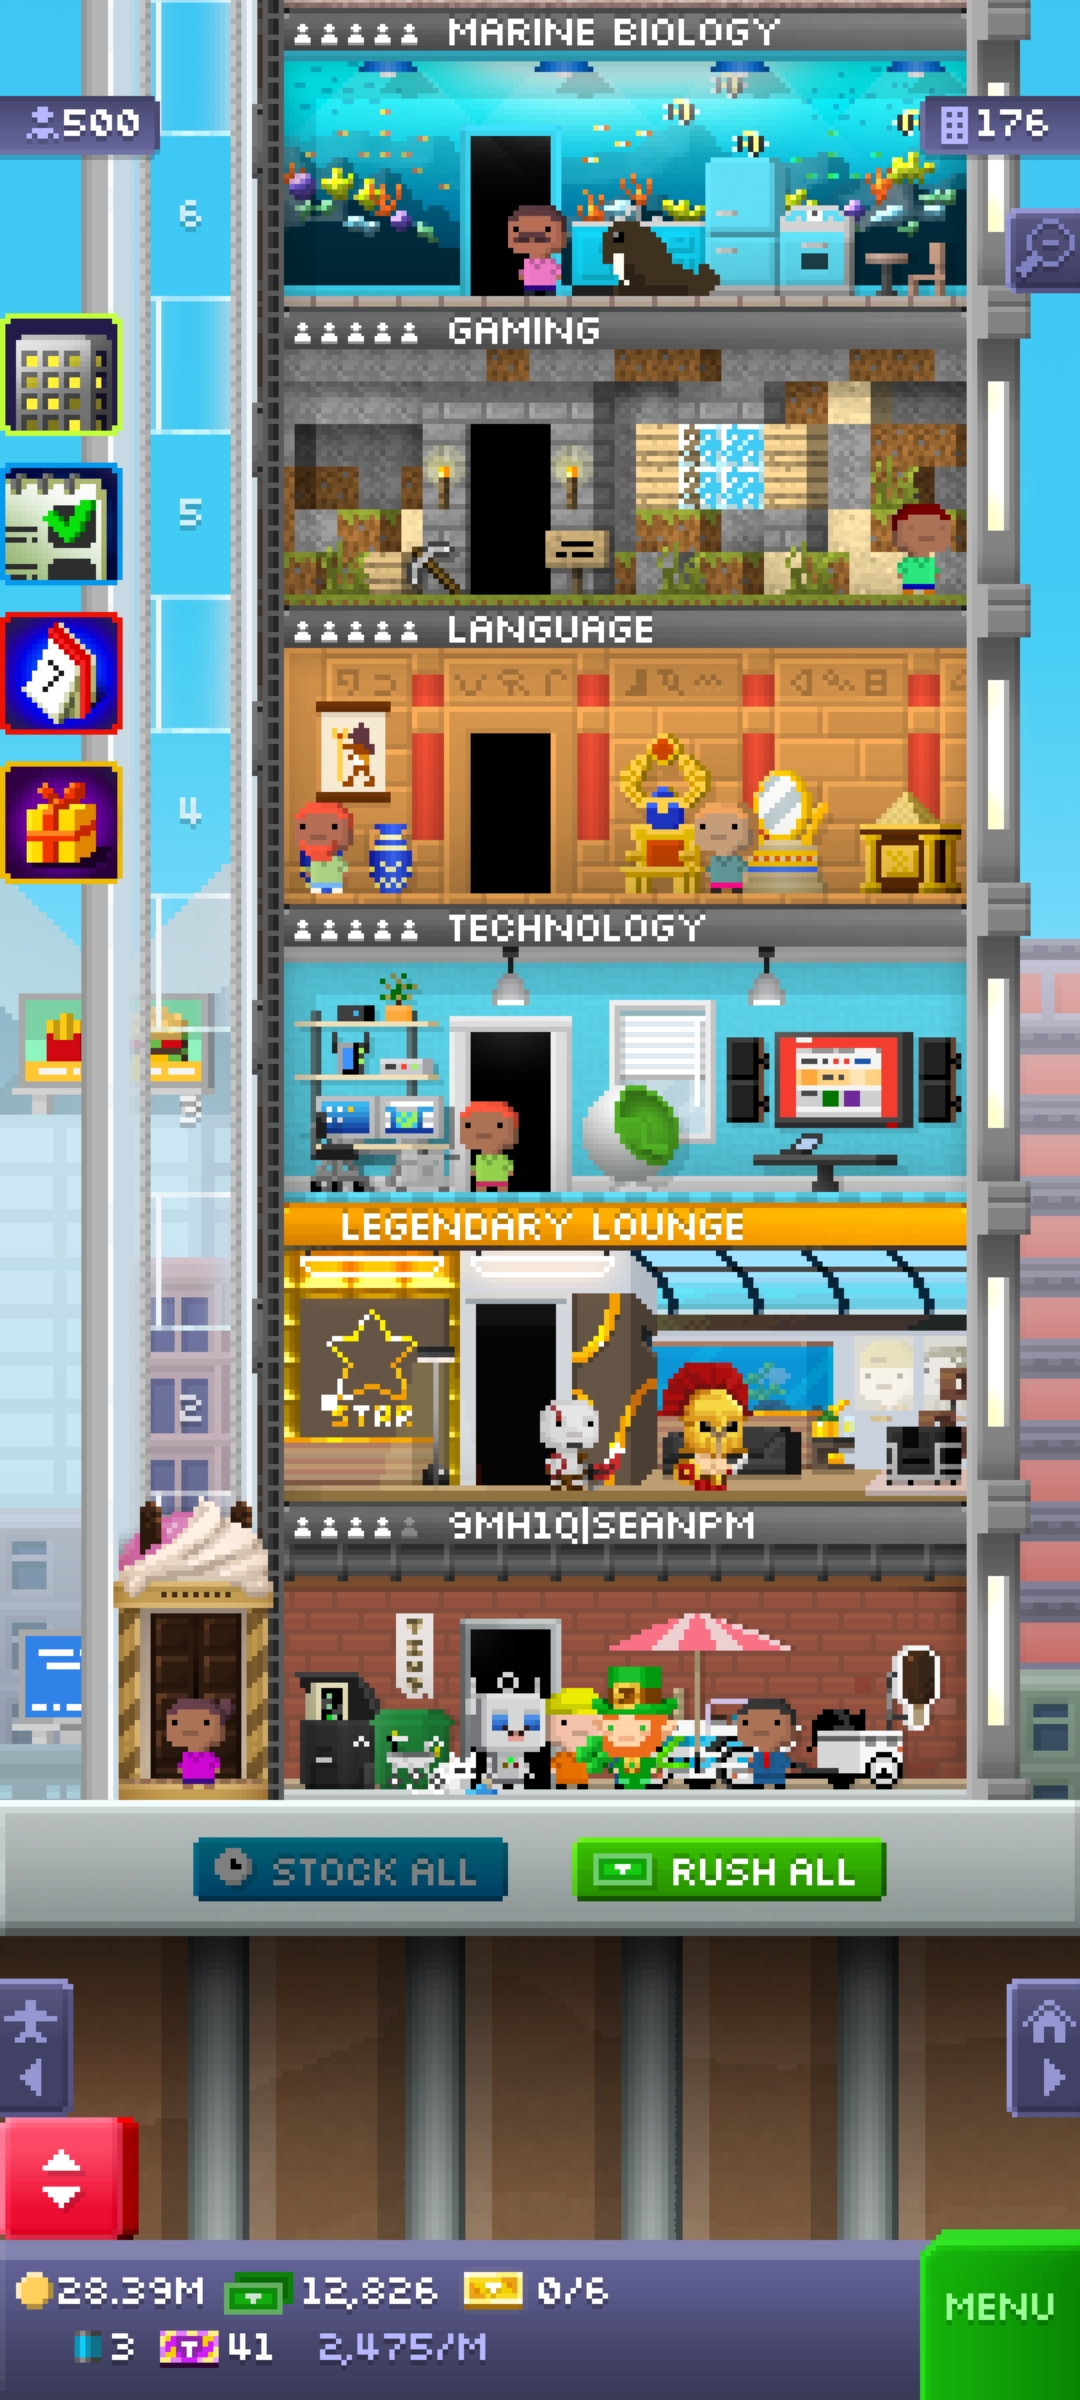 MARINE BIOLOGY
500
176
6
GAMING
5
LANGUAGE
4
TECHNOLOGY
3
LEGENDARY LOUNGE
STAR
2
9MH1Q|SEANPM
STOCK ALL
RUSH ALL
28.39M 12,826 0/6
3 41 2,475/M
MENU